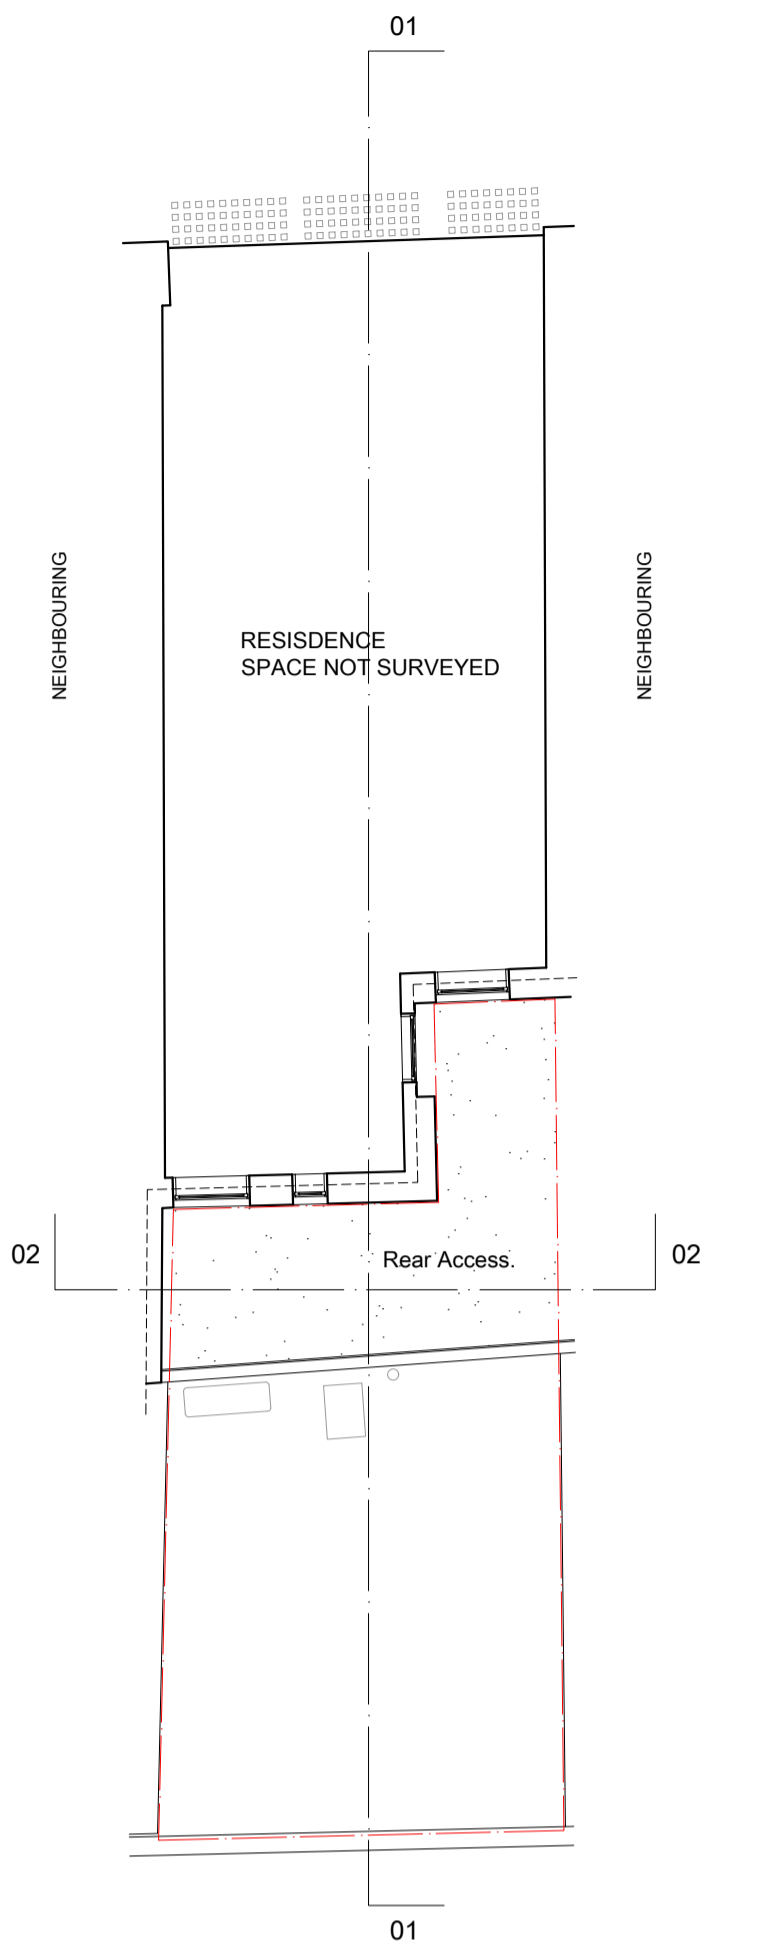 01
NEIGHBOURING
NEIGHBOURING
RESISDENCE
SPACE NOT SURVEYED
02
Rear Access.
02
01